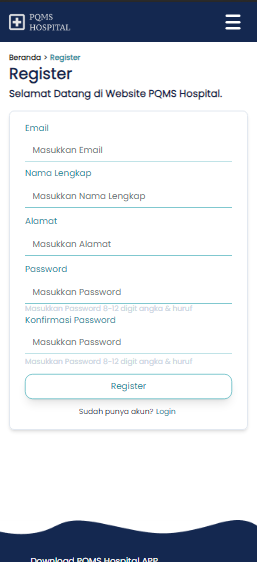 PQMS
HOSPITAL
Beranda > Register
Register
Selamat Datang di Website PQMS Hospital.
Email
Masukkan Email
Nama Lengkap
Masukkan Nama Lengkap
Alamat
Masukkan Alamat
Password
Masukkan Password
Masukkan Password 8-12 digit angka & huruf
Konfirmasi Password
Masukkan Password
Masukkan Password 8-12 digit angka & huruf
Register
Sudah punya akun? Login
Download PQMS Hospital APP